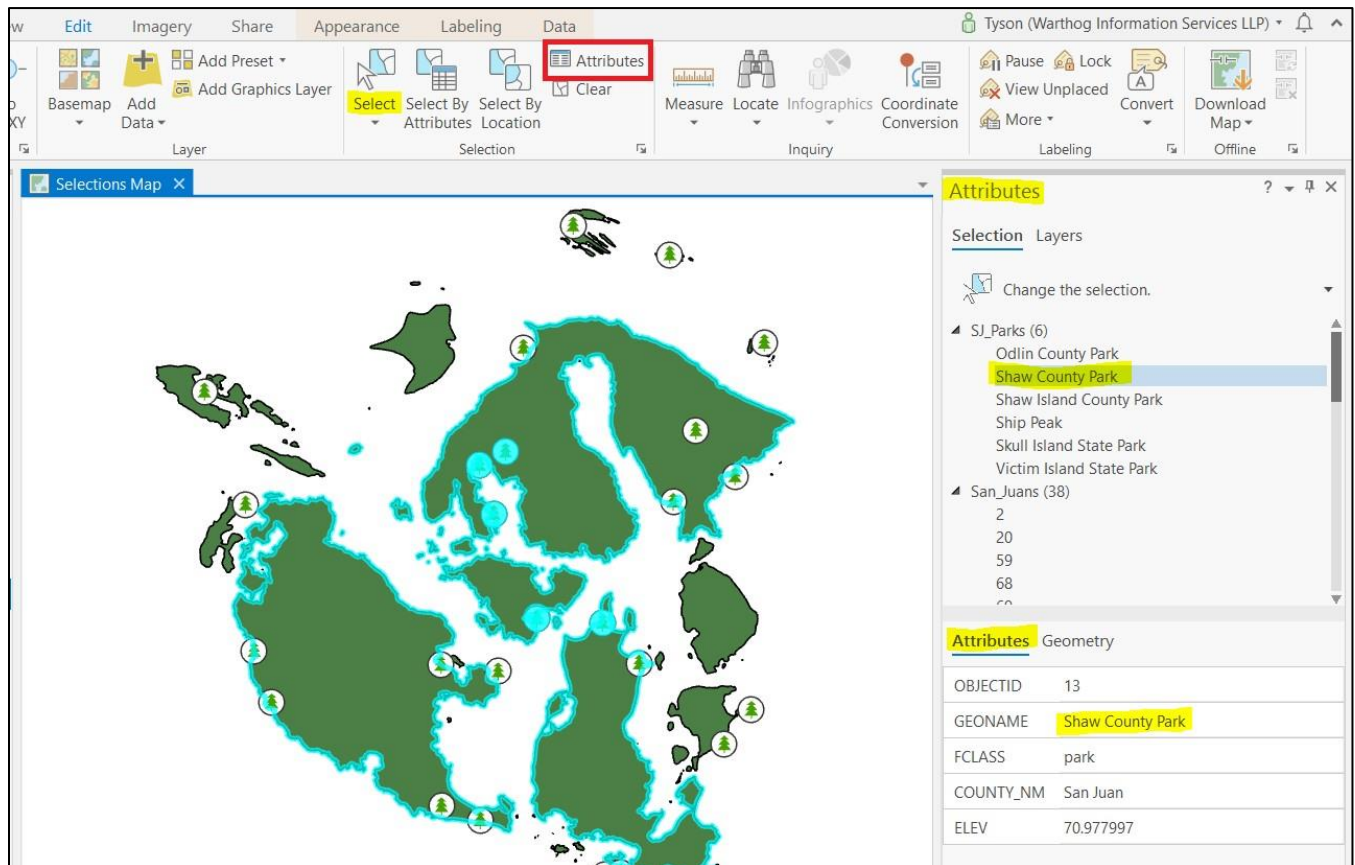 Edit Imagery Share Appearance Labeling Data Tyson (Warthog Information Services LLP)
Add Preset Attributes Pause Lock
Add Graphics Layer Clear View Unplaced
Basemap Add Data Select Select By Attributes Select By Location Measure Locate Infographics Coordinate Conversion More Convert Download Map
XY
Layer Selection Inquiry Labeling Offline
Selections Map
Attributes
Selection Layers
Change the selection.
SJ_Parks (6)
Odlin County Park
Shaw County Park
Shaw Island County Park
Ship Peak
Skull Island State Park
Victim Island State Park
San_Juans (38)
2
20
59
68
Attributes Geometry
OBJECTID 13
GEONAME Shaw County Park
FCLASS park
COUNTY_NM San Juan
ELEV 70.977997